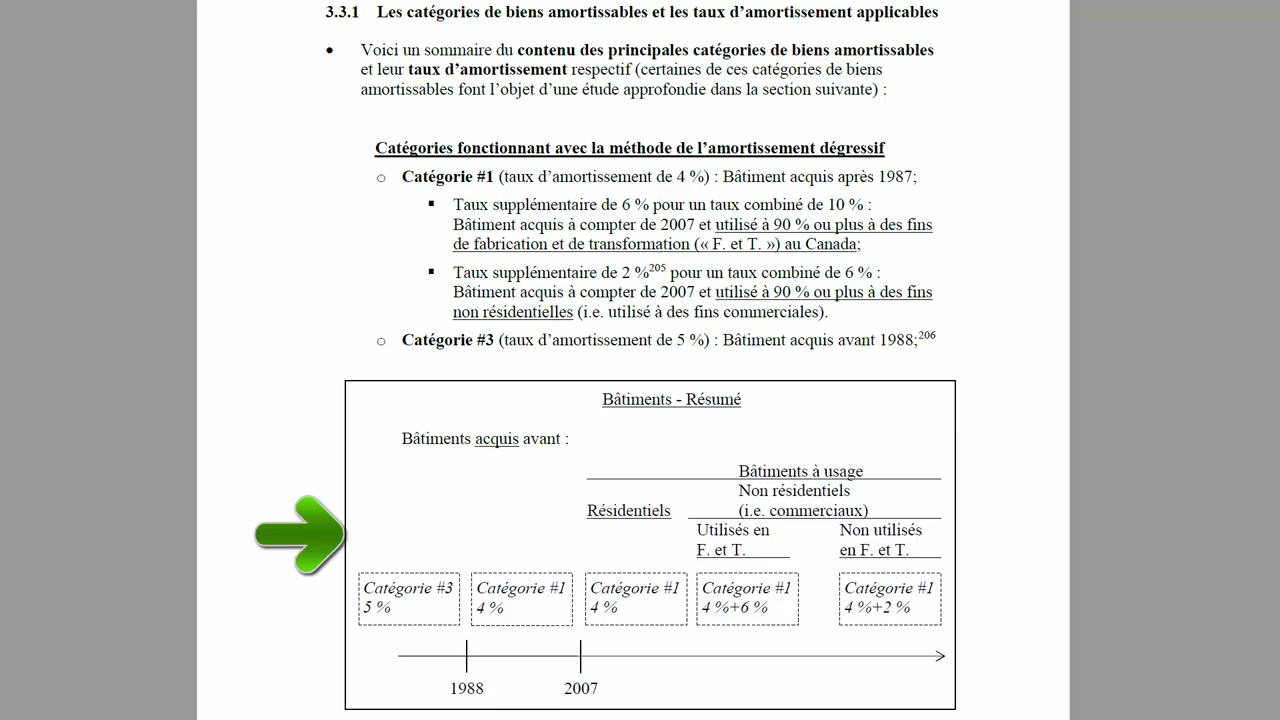 3.3.1 Les catégories de biens amortissables et les taux d’amortissement applicables
• Voici un sommaire du contenu des principales catégories de biens amortissables
et leur taux d’amortissement respectif (certaines de ces catégories de biens
amortissables font l’objet d’une étude approfondie dans la section suivante) :
Catégories fonctionnant avec la méthode de l’amortissement dégressif
o Catégorie #1 (taux d’amortissement de 4 %) : Bâtiment acquis après 1987;
▪ Taux supplémentaire de 6 % pour un taux combiné de 10 % :
Bâtiment acquis à compter de 2007 et utilisé à 90 % ou plus à des fins
de fabrication et de transformation (« F. et T. ») au Canada;
▪ Taux supplémentaire de 2 %205 pour un taux combiné de 6 % :
Bâtiment acquis à compter de 2007 et utilisé à 90 % ou plus à des fins
non résidentielles (i.e. utilisé à des fins commerciales).
o Catégorie #3 (taux d’amortissement de 5 %) : Bâtiment acquis avant 1988;206
Bâtiments - Résumé
Bâtiments acquis avant :
Bâtiments à usage
Non résidentiels
Résidentiels (i.e. commerciaux)
Utilisés en Non utilisés
F. et T. en F. et T.
Catégorie #3 Catégorie #1 Catégorie #1 Catégorie #1 Catégorie #1
5 % 4 % 4 % 4 %+6 % 4 %+2 %
1988 2007